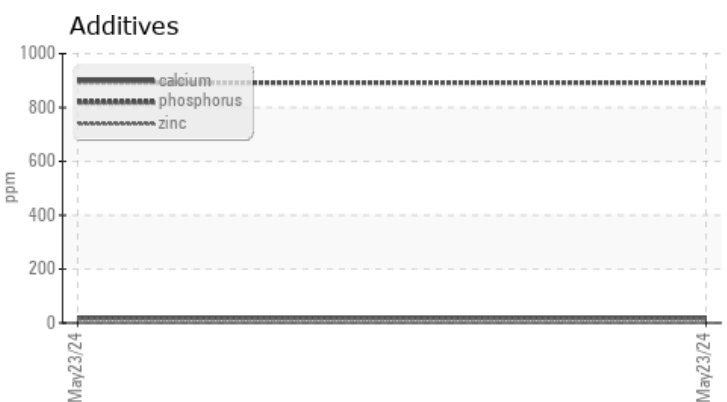 Additives
1000
800
600
400
200
0
ppm
calcium
phosphorus
zinc
May23/24
May23/24